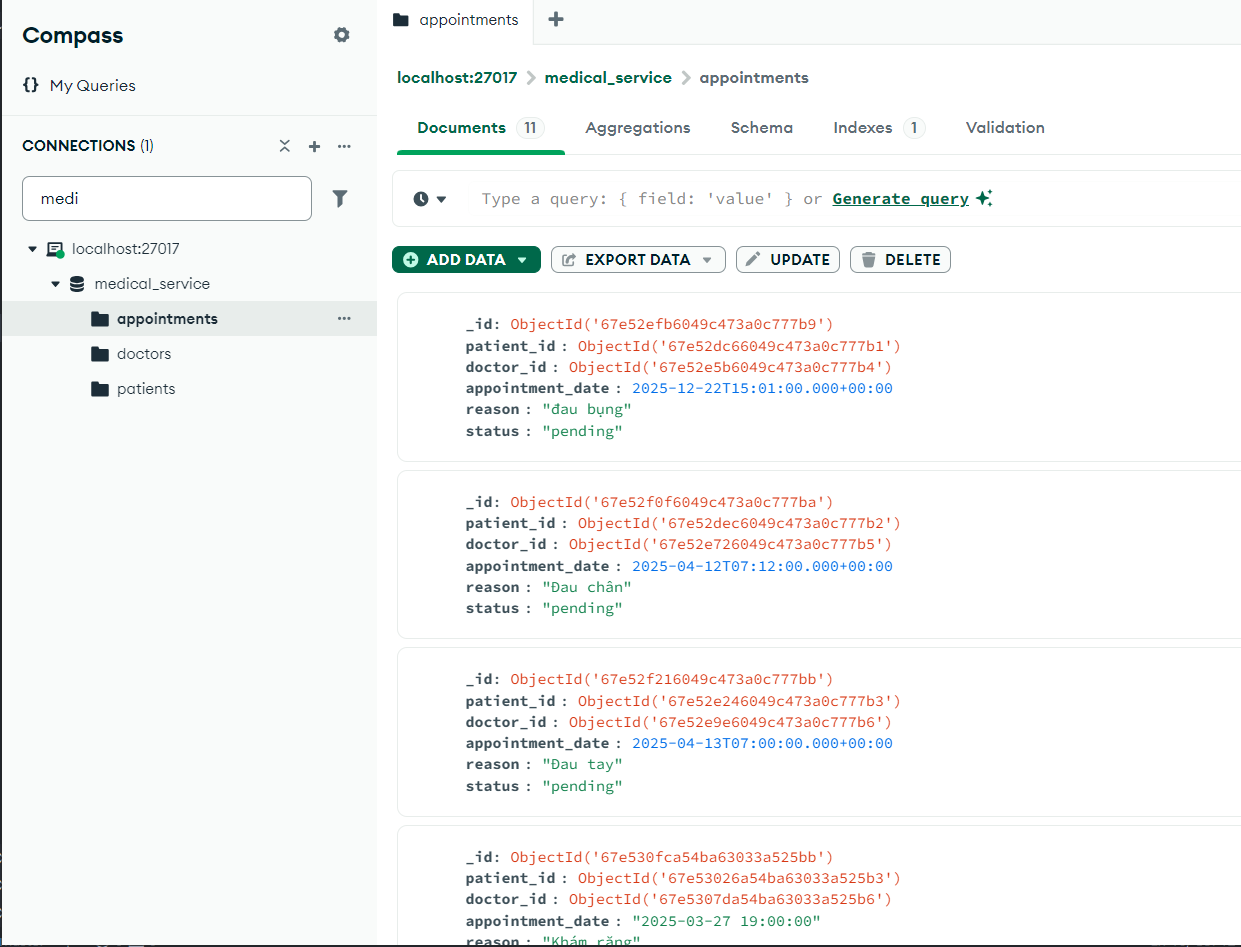 Compass
My Queries
CONNECTIONS (1)
medi
localhost:27017
medical_service
appointments
doctors
patients
appointments
localhost:27017 > medical_service > appointments
Documents 11 Aggregations Schema Indexes 1 Validation
Type a query: { field: 'value' } or Generate query
ADD DATA EXPORT DATA UPDATE DELETE
_id: ObjectId('67e52efb6049c473a0c777b9')
patient_id : ObjectId('67e52dc66049c473a0c777b1')
doctor_id : ObjectId('67e52e5b6049c473a0c777b4')
appointment_date : 2025-12-22T15:01:00.000+00:00
reason : "đau bụng"
status : "pending"
_id: ObjectId('67e52f0f6049c473a0c777ba')
patient_id : ObjectId('67e52dec6049c473a0c777b2')
doctor_id : ObjectId('67e52e726049c473a0c777b5')
appointment_date : 2025-04-12T07:12:00.000+00:00
reason : "Đau chân"
status : "pending"
_id: ObjectId('67e52f216049c473a0c777bb')
patient_id : ObjectId('67e52e246049c473a0c777b3')
doctor_id : ObjectId('67e52e9e6049c473a0c777b6')
appointment_date : 2025-04-13T07:00:00.000+00:00
reason : "Đau tay"
status : "pending"
_id: ObjectId('67e530fca54ba63033a525bb')
patient_id : ObjectId('67e53026a54ba63033a525b3')
doctor_id : ObjectId('67e5307da54ba63033a525b6')
appointment_date : "2025-03-27 19:00:00"
reason : "Khám răng"